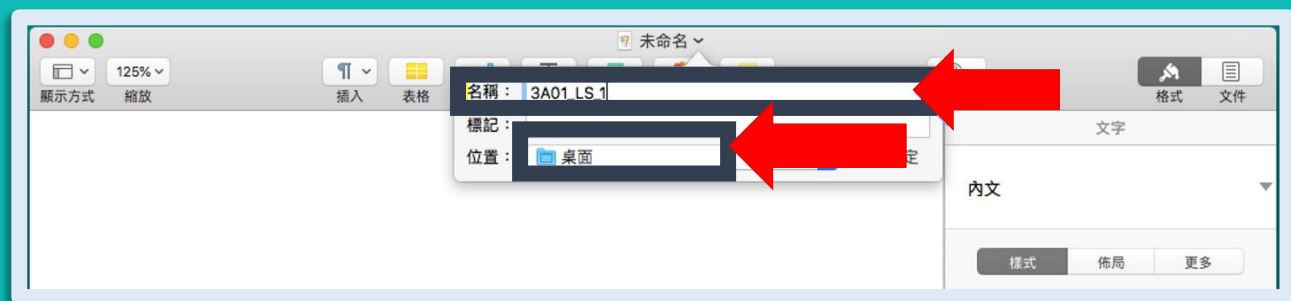 未命名
125%
顯示方式 縮放 插入 表格 格式 文件
名稱： 3A01_LS_1
標記：
位置： 桌面 定
文字
內文
樣式 佈局 更多